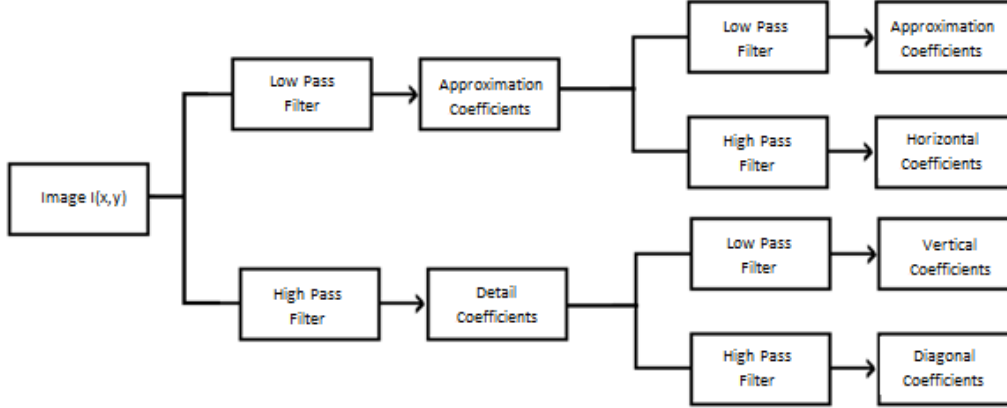 Image I(x,y)
Low Pass
Filter
Approximation
Coefficients
Low Pass
Filter
Approximation
Coefficients
High Pass
Filter
Horizontal
Coefficients
High Pass
Filter
Detail
Coefficients
Low Pass
Filter
Vertical
Coefficients
High Pass
Filter
Diagonal
Coefficients